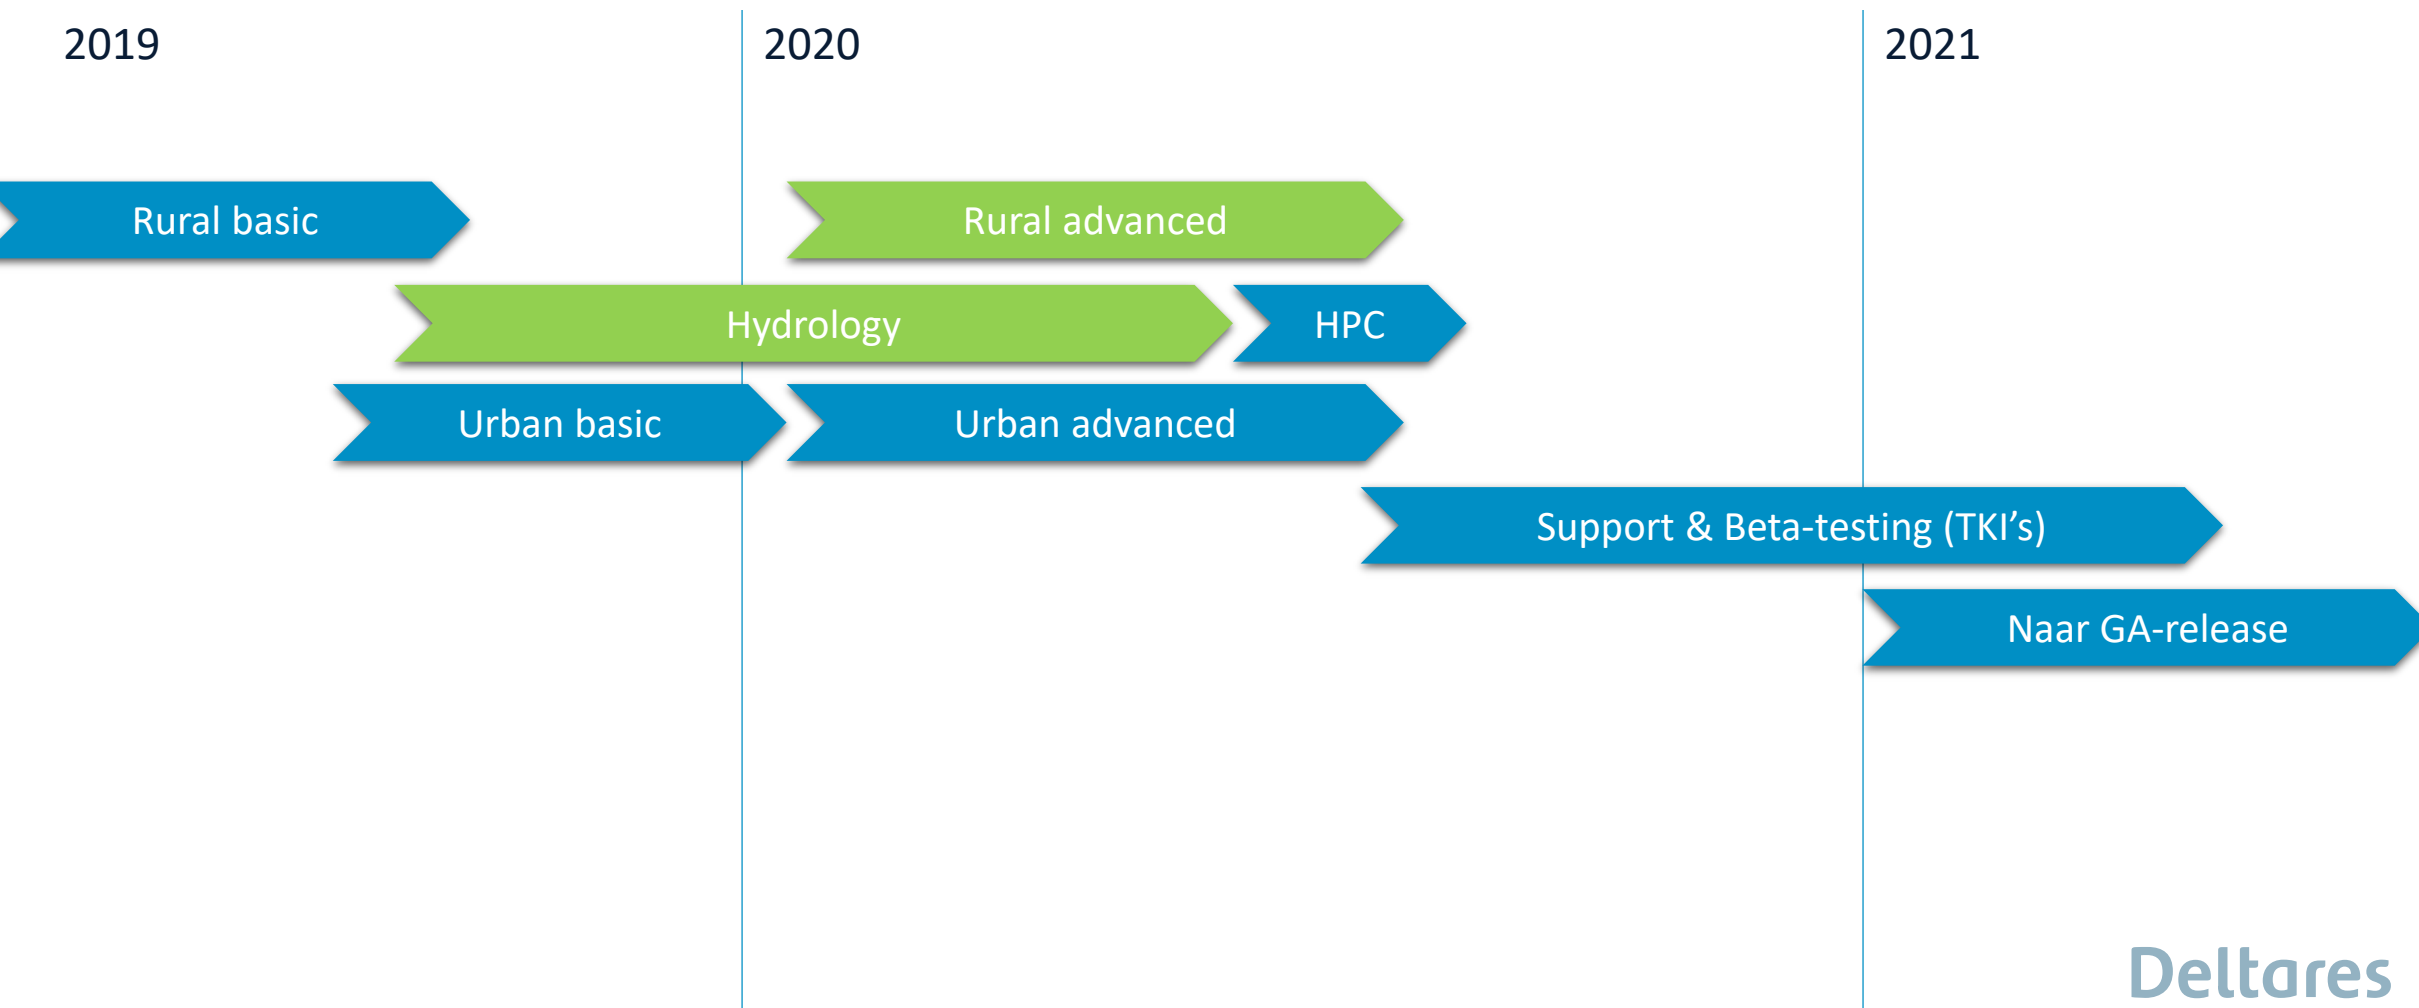 2019
2020
2021
Rural basic
Rural advanced
Hydrology
HPC
Urban basic
Urban advanced
Support & Beta-testing (TKI’s)
Naar GA-release
Deltares